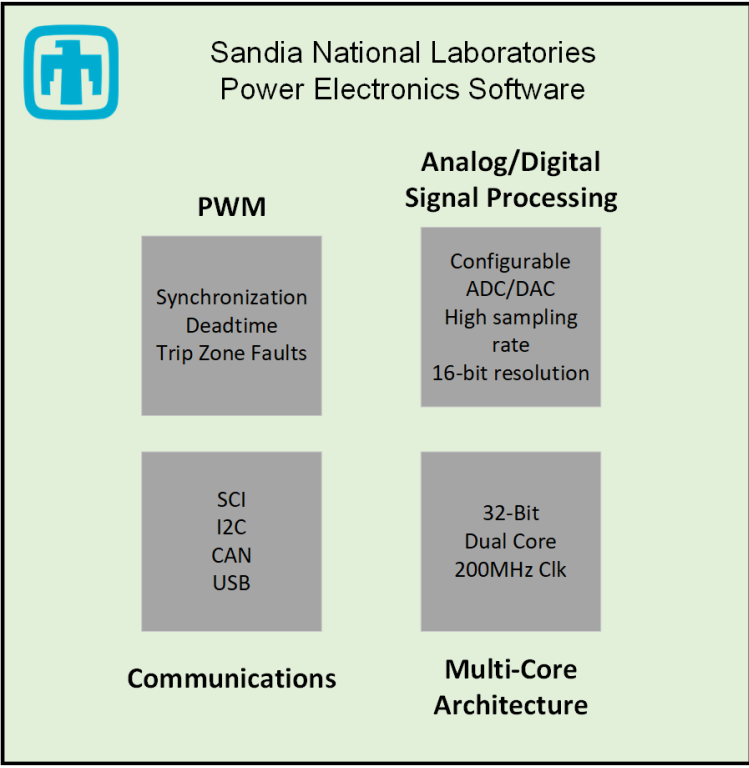 Sandia National Laboratories
Power Electronics Software
PWM
Synchronization
Deadtime
Trip Zone Faults
Analog/Digital
Signal Processing
Configurable
ADC/DAC
High sampling
rate
16-bit resolution
SCI
I2C
CAN
USB
Communications
32-Bit
Dual Core
200MHz Clk
Multi-Core
Architecture